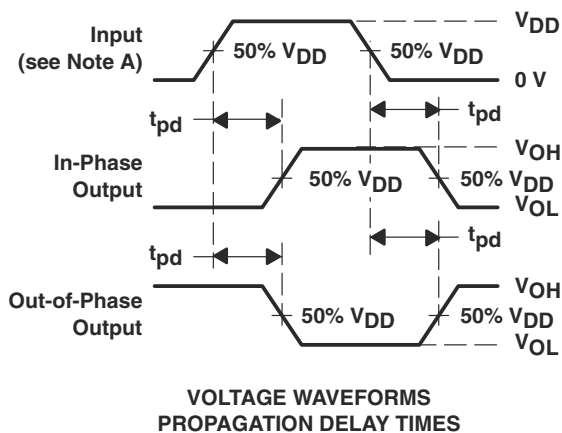 Input
(see Note A)
50% VDD
50% VDD
VDD
0 V
tpd
tpd
In-Phase
Output
50% VDD
VOH
50% VDD
VOL
tpd
tpd
Out-of-Phase
Output
50% VDD
VOH
50% VDD
VOL
VOLTAGE WAVEFORMS
PROPAGATION DELAY TIMES